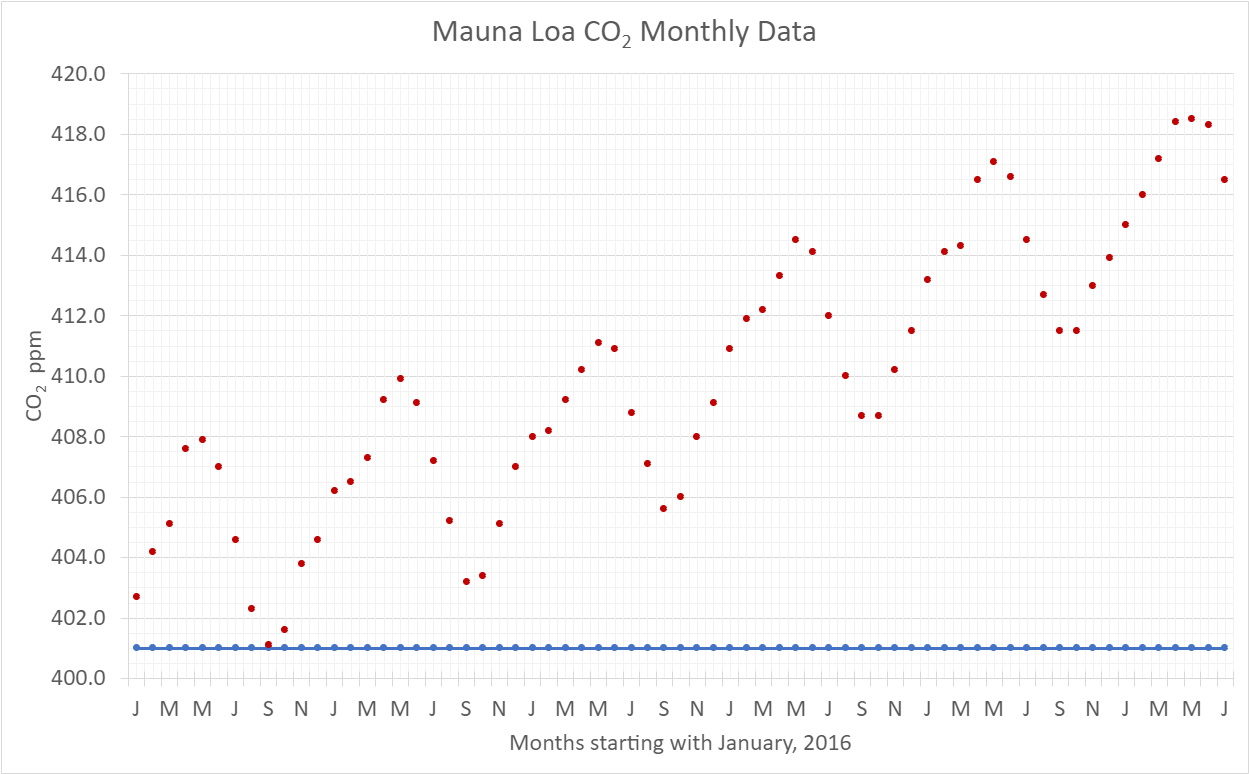 Mauna Loa CO₂ Monthly Data
420.0
418.0
416.0
414.0
412.0
410.0
408.0
406.0
404.0
402.0
400.0
CO₂ ppm
J M M J S N J M M J S N J M M J S N J M M J S N J M M J S N J M M J
Months starting with January, 2016